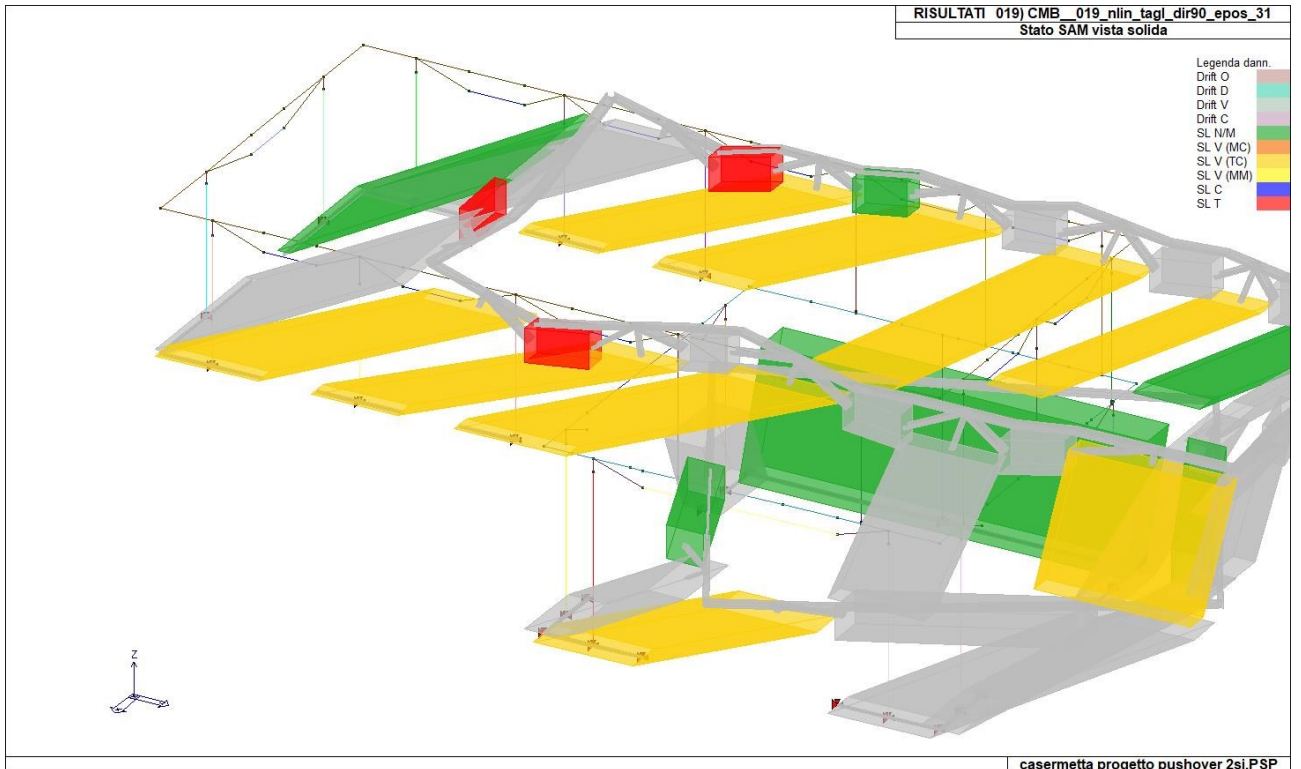 RISULTATI 019) CMB__019_nlin_tagl_dir90_epos_31
Stato SAM vista solida
Legenda dann.
Drift O
Drift D
Drift V
Drift C
SL N/M
SL V (MC)
SL V (TC)
SL V (MM)
SL C
SL T
Z
casermetta progetto pushover 2si.PSP